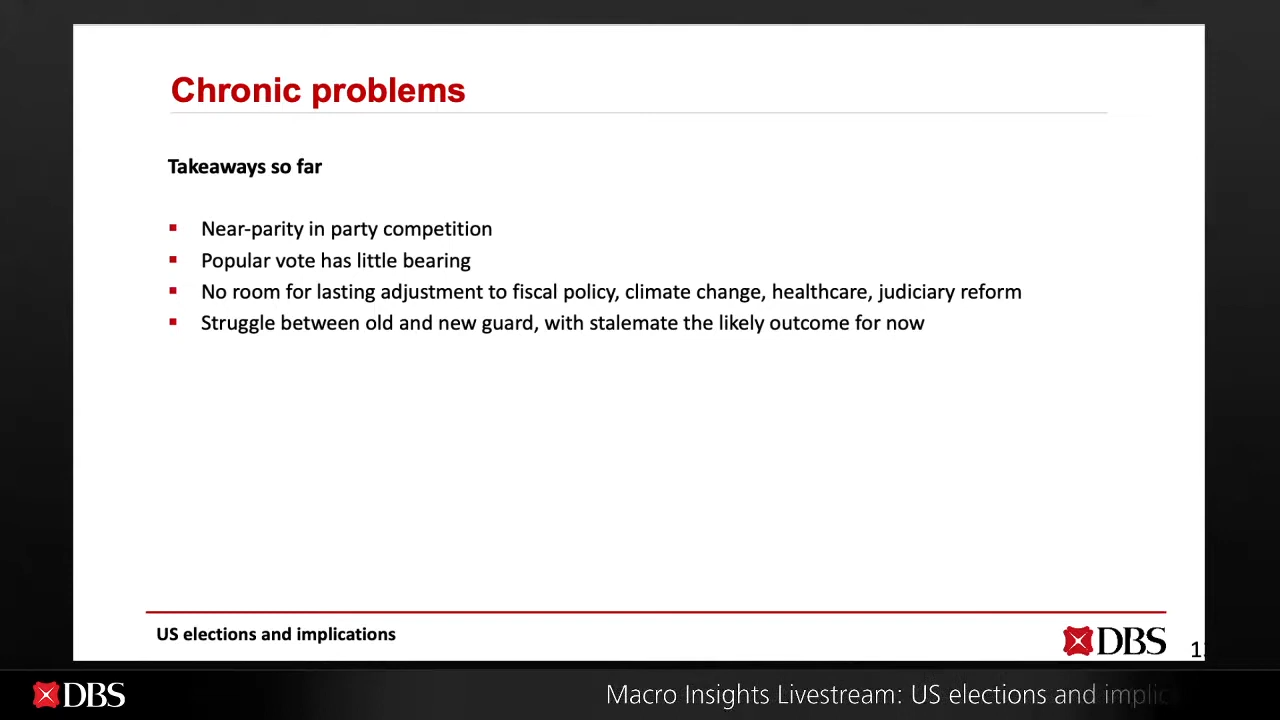 Chronic problems
Takeaways so far
Near-parity in party competition
Popular vote has little bearing
No room for lasting adjustment to fiscal policy, climate change, healthcare, judiciary reform
Struggle between old and new guard, with stalemate the likely outcome for now
US elections and implications
DBS
DBS
Macro Insights Livestream: US elections and